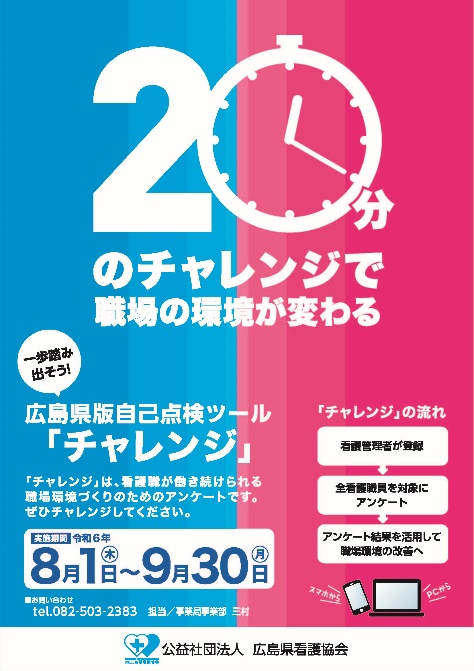 20分
のチャレンジで
職場の環境が変わる
一歩踏み
出そう!
広島県版自己点検ツール
「チャレンジ」
「チャレンジ」は、看護職が働き続けられる
職場環境づくりのためのアンケートです。
ぜひチャレンジしてください。
実施期間 令和6年
8月1日木〜9月30日月
■お問い合わせ
tel.082-503-2383 担当／事業局事業部 三村
「チャレンジ」の流れ
看護管理者が登録
全看護職員を対象に
アンケート
アンケート結果を活用して
職場環境の改善へ
スマホから
PCから
公益社団法人 広島県看護協会